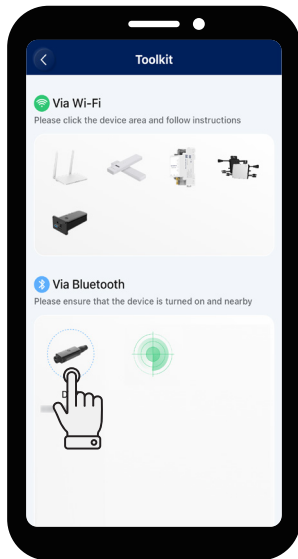 Toolkit
Via Wi-Fi
Please click the device area and follow instructions
Via Bluetooth
Please ensure that the device is turned on and nearby